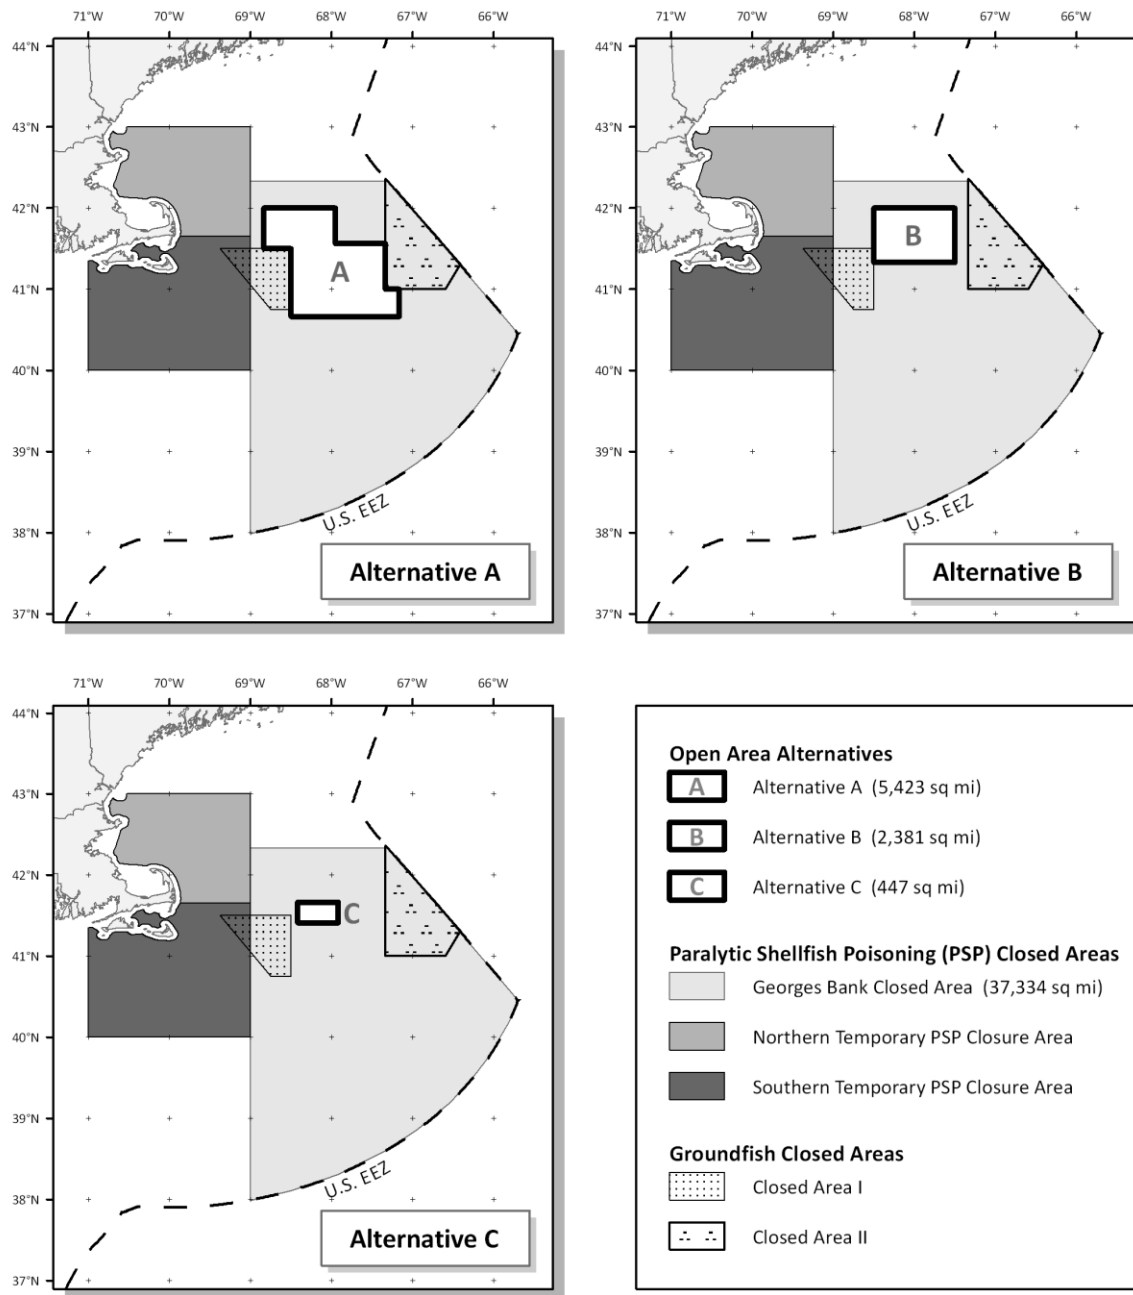 71°W 70°W 69°W 68°W 67°W 66°W
44°N
43°N
42°N
41°N
40°N
39°N
38°N
37°N
A
U.S. EEZ
Alternative A
71°W 70°W 69°W 68°W 67°W 66°W
44°N
43°N
42°N
41°N
40°N
39°N
38°N
37°N
B
U.S. EEZ
Alternative B
71°W 70°W 69°W 68°W 67°W 66°W
44°N
43°N
42°N
41°N
40°N
39°N
38°N
37°N
C
U.S. EEZ
Alternative C
Open Area Alternatives
A Alternative A (5,423 sq mi)
B Alternative B (2,381 sq mi)
C Alternative C (447 sq mi)
Paralytic Shellfish Poisoning (PSP) Closed Areas
Georges Bank Closed Area (37,334 sq mi)
Northern Temporary PSP Closure Area
Southern Temporary PSP Closure Area
Groundfish Closed Areas
Closed Area I
Closed Area II